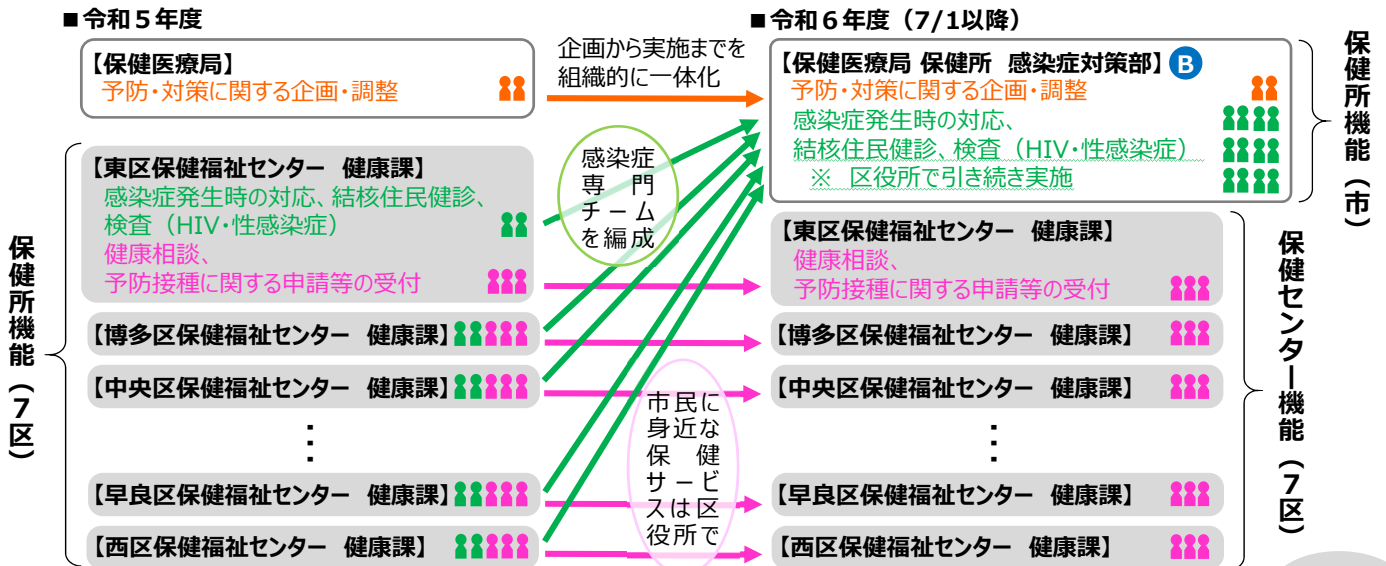 ■令和５年度
【保健医療局】
予防・対策に関する企画・調整
保健所機能（７区）
【東区保健福祉センター　健康課】
感染症発生時の対応、結核住民健診、
検査（HIV・性感染症）
健康相談、
予防接種に関する申請等の受付
【博多区保健福祉センター　健康課】
【中央区保健福祉センター　健康課】
︙
【早良区保健福祉センター　健康課】
【西区保健福祉センター　健康課】
企画から実施までを
組織的に一体化
感染症
専門
チーム
を編成
市民に
身近な
保健
サービ
スは区
役所で
■令和６年度（7/1以降）
【保健医療局 保健所　感染症対策部】 B
予防・対策に関する企画・調整
感染症発生時の対応、
結核住民健診、検査（HIV・性感染症）
※　区役所で引き続き実施
保健所機能（市）
【東区保健福祉センター　健康課】
健康相談、
予防接種に関する申請等の受付
【博多区保健福祉センター　健康課】
【中央区保健福祉センター　健康課】
︙
【早良区保健福祉センター　健康課】
【西区保健福祉センター　健康課】
保健センター機能（７区）